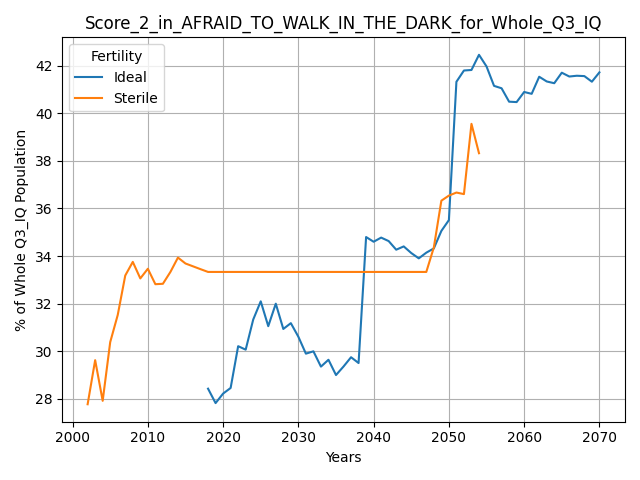 Score_2_in_AFRAID_TO_WALK_IN_THE_DARK_for_Whole_Q3_IQ
Fertility
Ideal
Sterile
% of Whole Q3_IQ Population
42
40
38
36
34
32
30
28
2000 2010 2020 2030 2040 2050 2060 2070
Years